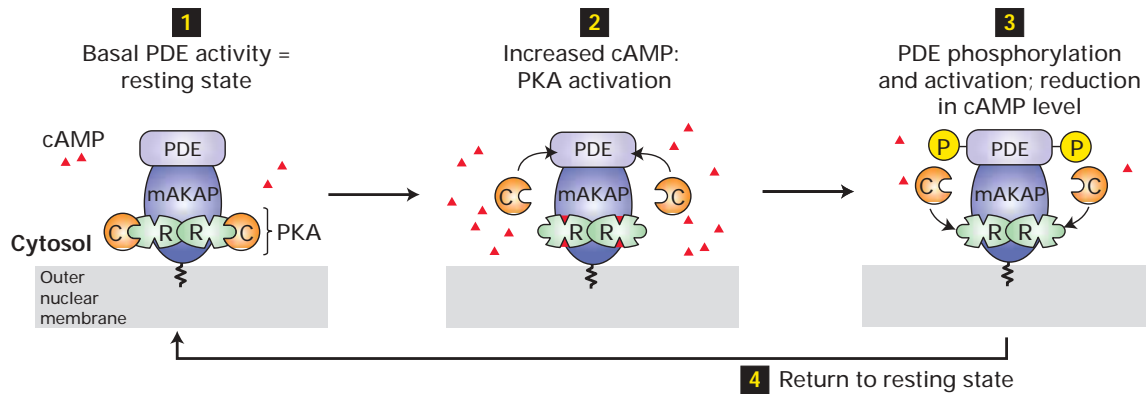 1
Basal PDE activity =
resting state
cAMP
PDE
mAKAP
C
R
R
C
PKA
Cytosol
Outer
nuclear
membrane
2
Increased cAMP:
PKA activation
PDE
mAKAP
C
C
R
R
3
PDE phosphorylation
and activation; reduction
in cAMP level
P
PDE
P
C
mAKAP
C
R
R
4 Return to resting state